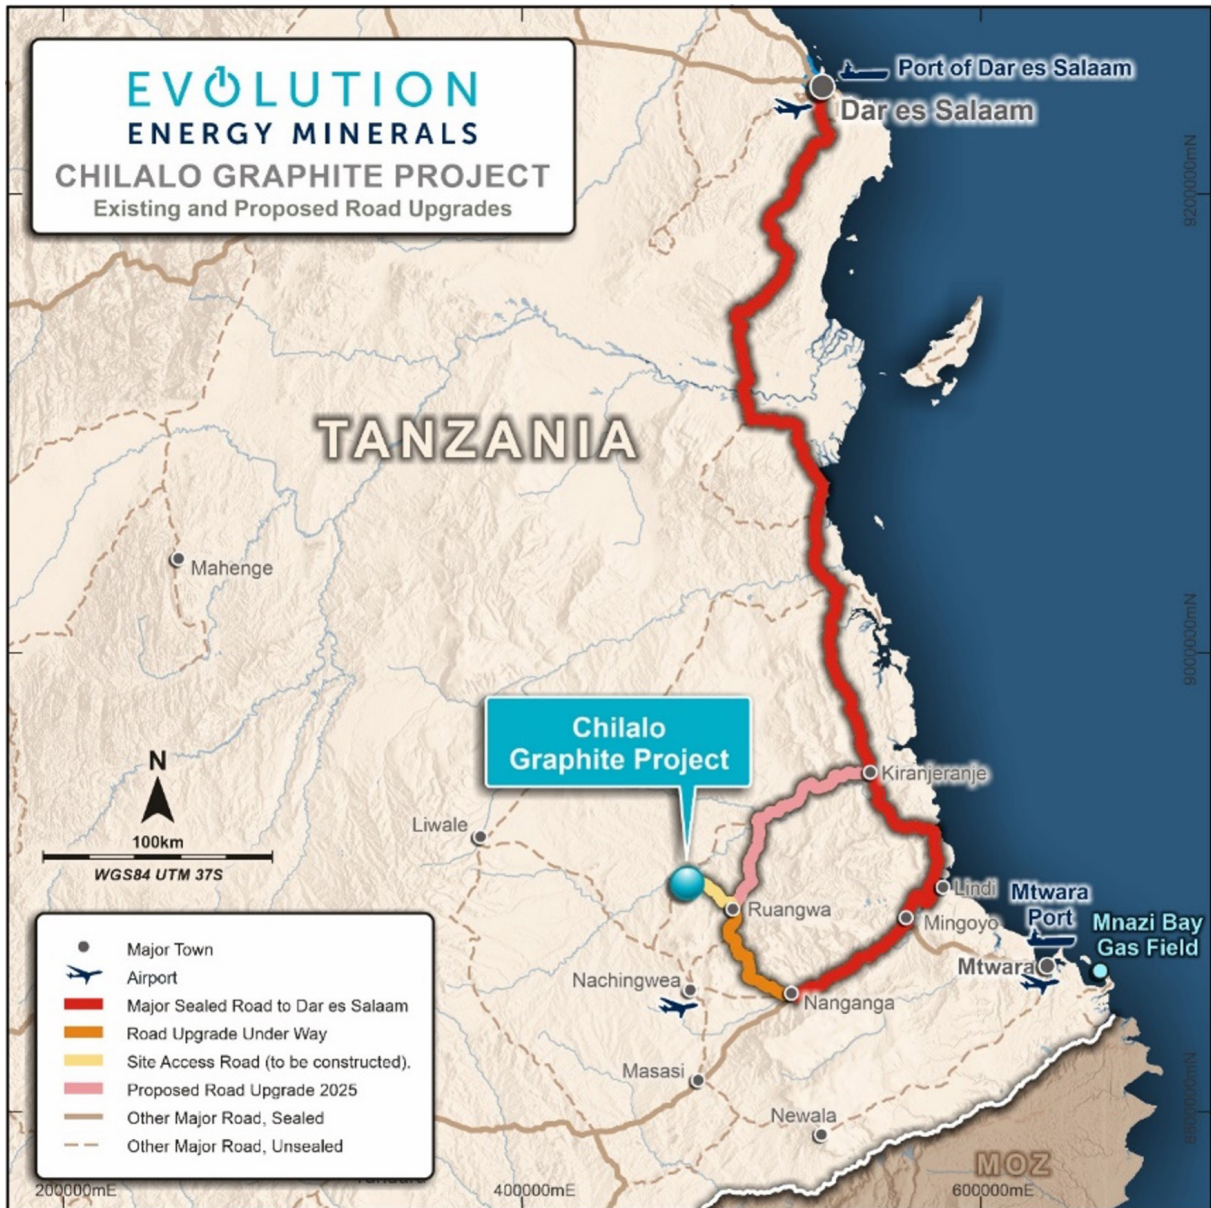 EVOLUTION
ENERGY MINERALS
CHILALO GRAPHITE PROJECT
Existing and Proposed Road Upgrades
Port of Dar es Salaam
Dar es Salaam
9200000mN
TANZANIA
Mahenge
9000000mN
Chilalo
Graphite Project
Kiranjeranje
N
100km
WGS84 UTM 37S
Liwale
Lindi
Ruangwa
Mingoyo
Mtwara
Port
Mnazi Bay
Gas Field
Mtwara
Nachingwea
Nanganga
Masasi
Newala
8800000mN
MOZ
Major Town
Airport
Major Sealed Road to Dar es Salaam
Road Upgrade Under Way
Site Access Road (to be constructed).
Proposed Road Upgrade 2025
Other Major Road, Sealed
Other Major Road, Unsealed
200000mE
400000mE
600000mE